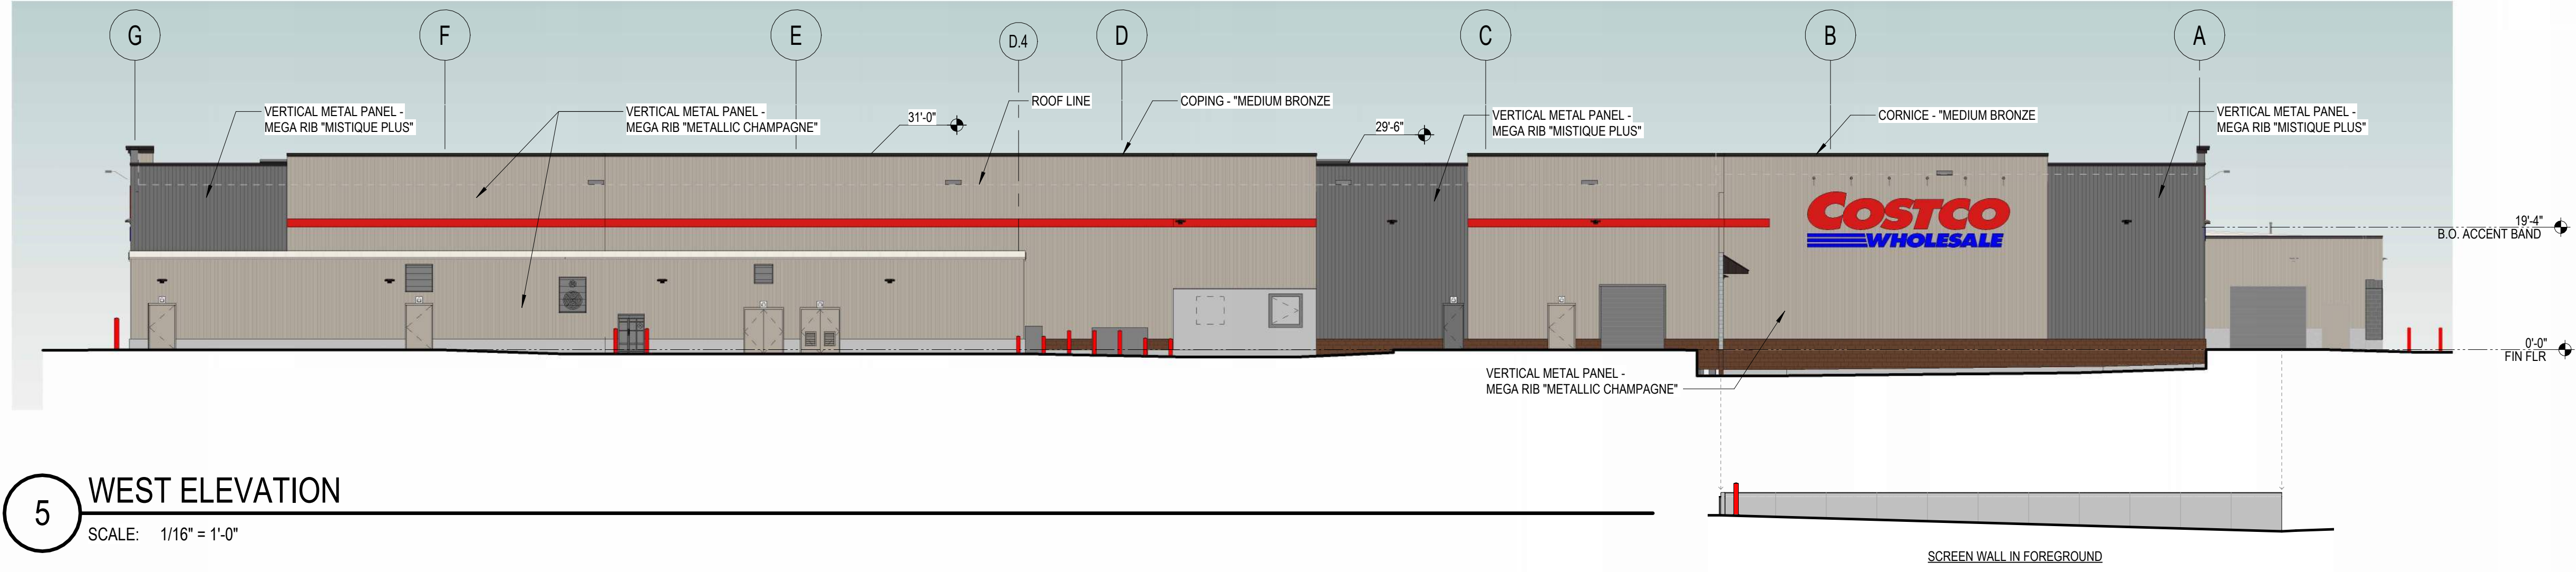 G
F
E
D.4
D
C
B
A
VERTICAL METAL PANEL -
MEGA RIB "MISTIQUE PLUS"
VERTICAL METAL PANEL -
MEGA RIB "METALLIC CHAMPAGNE"
31'-0"
ROOF LINE
COPING - "MEDIUM BRONZE
29'-6"
VERTICAL METAL PANEL -
MEGA RIB "MISTIQUE PLUS"
CORNICE - "MEDIUM BRONZE
VERTICAL METAL PANEL -
MEGA RIB "MISTIQUE PLUS"
COSTCO
WHOLESALE
19'-4"
B.O. ACCENT BAND
0'-0"
FIN FLR
VERTICAL METAL PANEL -
MEGA RIB "METALLIC CHAMPAGNE"
5
WEST ELEVATION
SCALE: 1/16" = 1'-0"
SCREEN WALL IN FOREGROUND